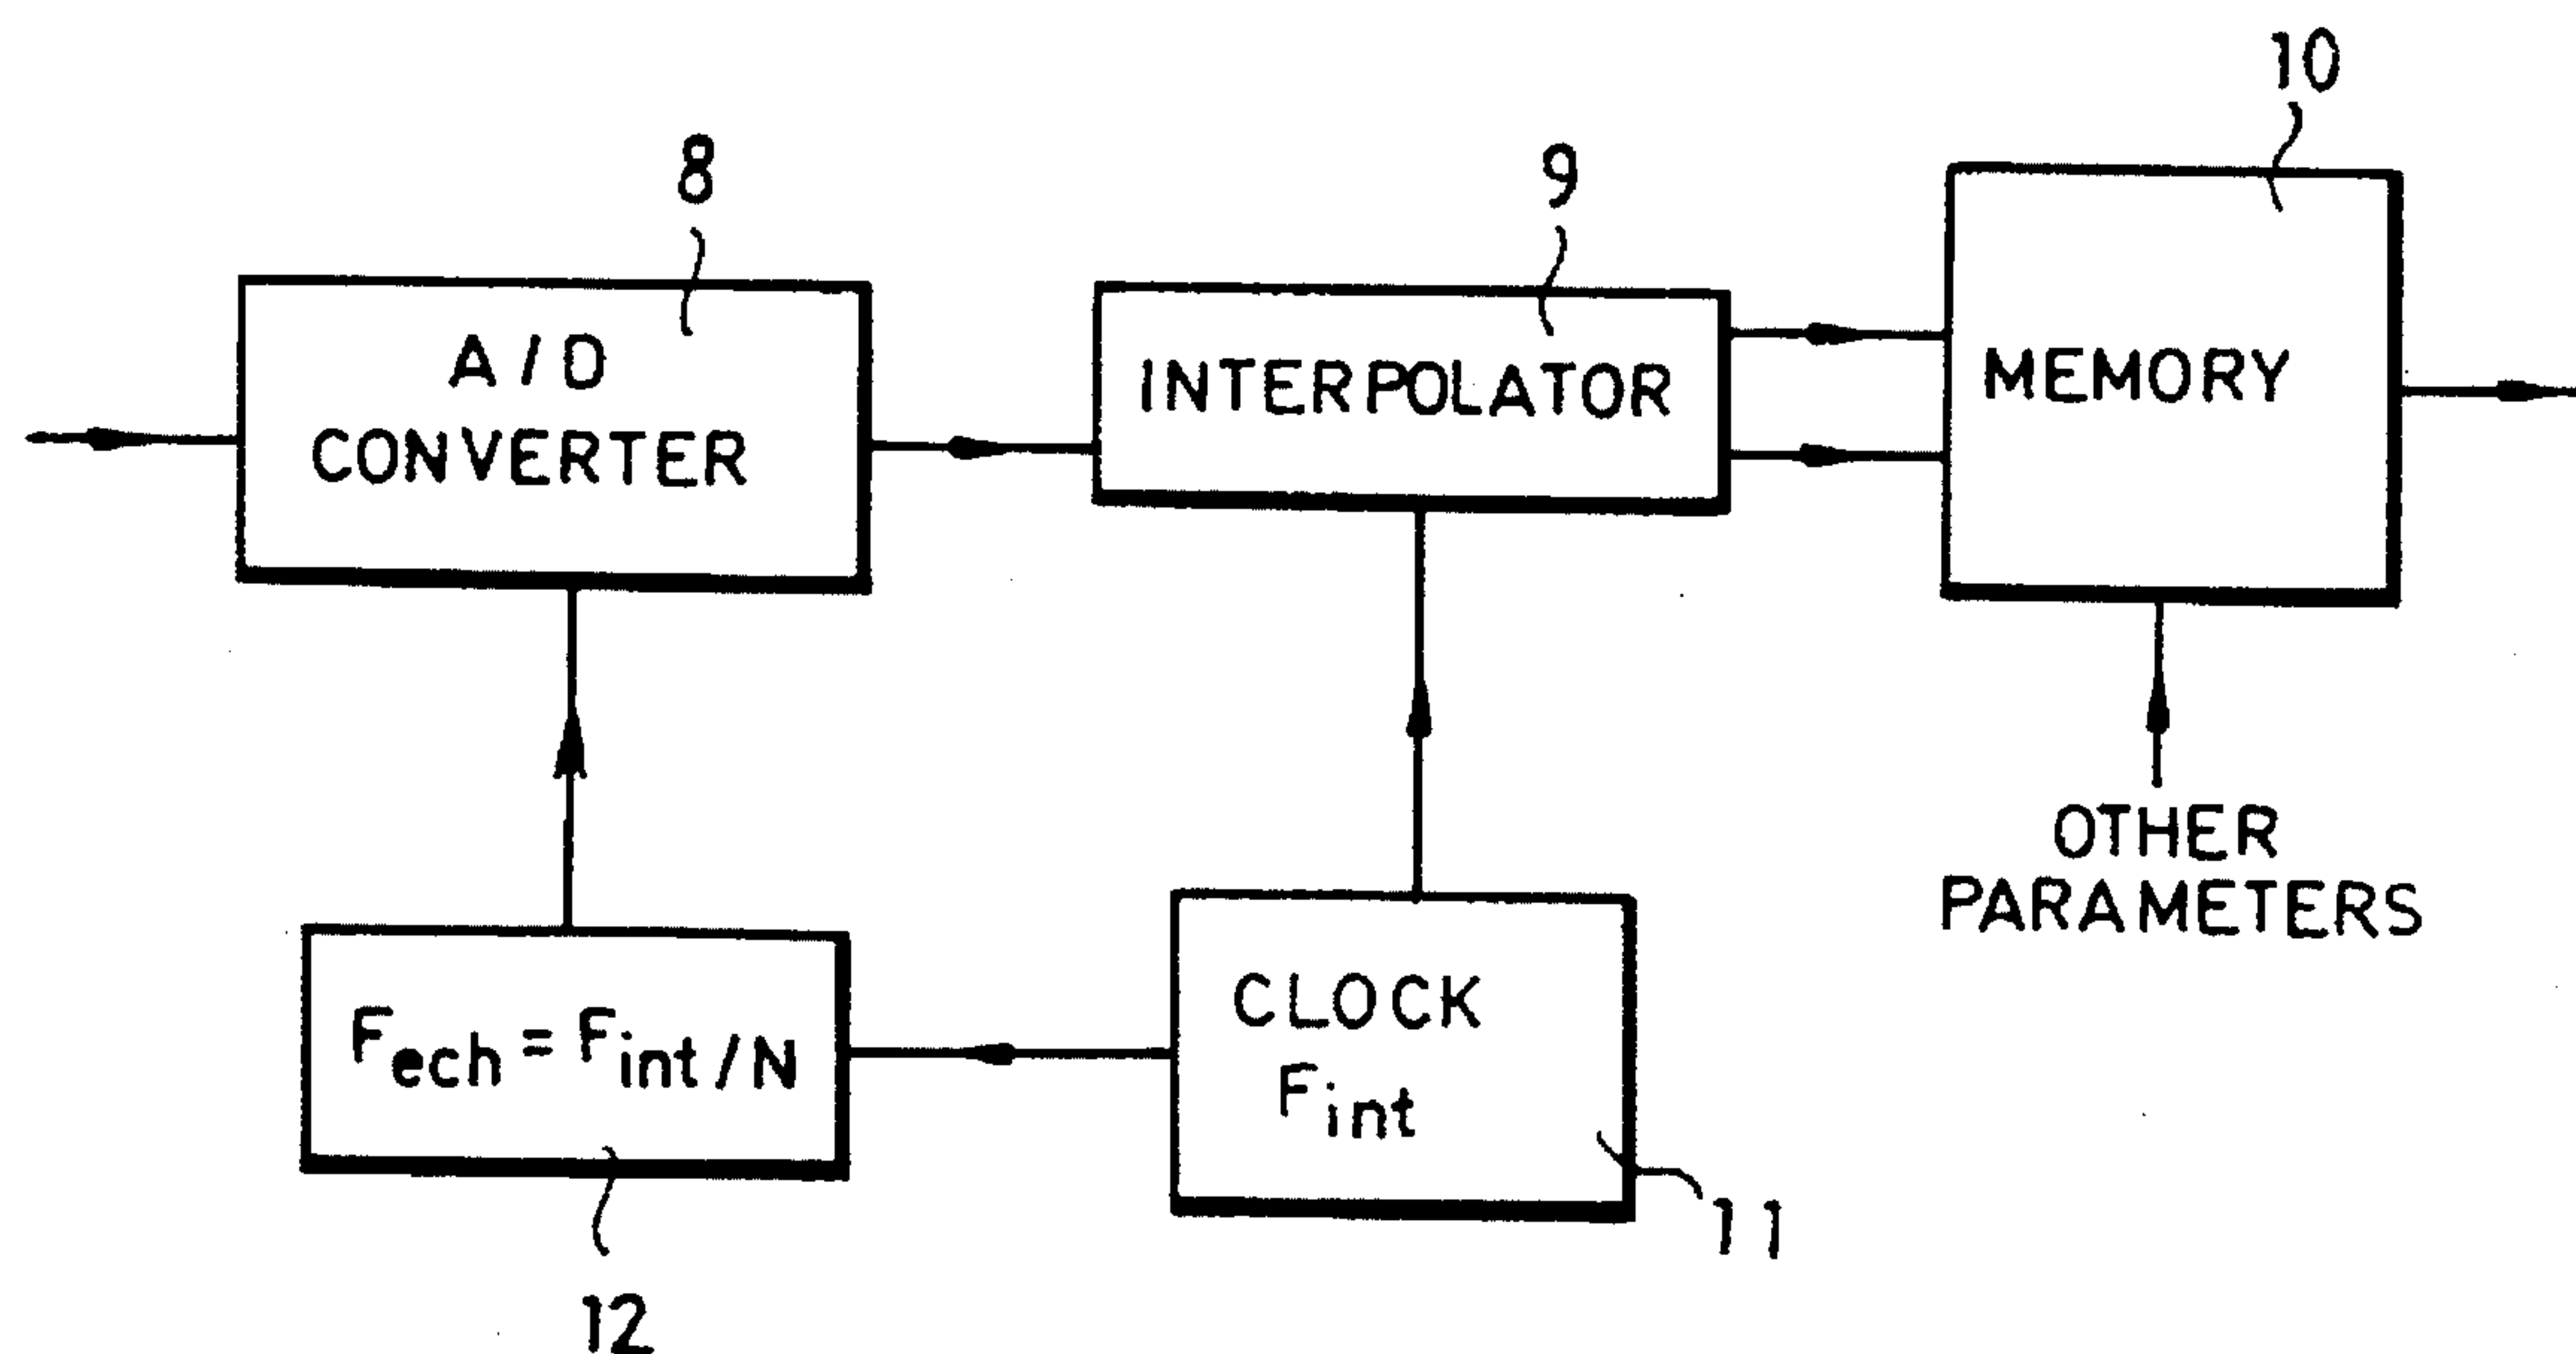 10
8
9
A/D
CONVERTER
INTERPOLATOR
MEMORY
OTHER
PARAMETERS
Fech = Fint/N
CLOCK
Fint
11
12